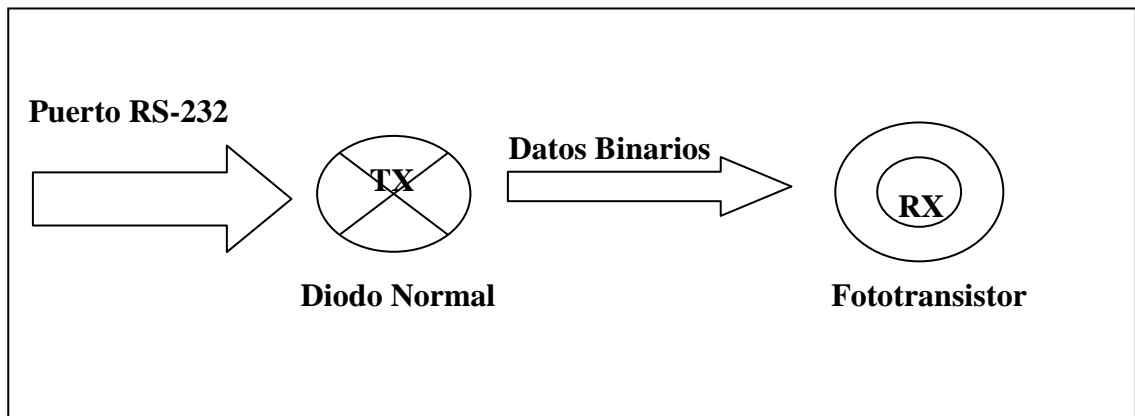 Puerto RS-232
Datos Binarios
TX
RX
Diodo Normal
Fototransistor